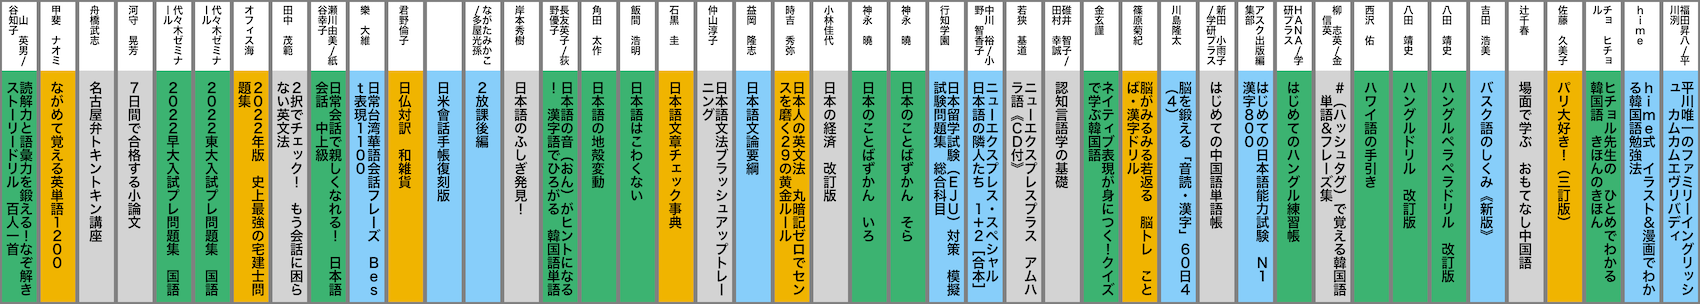 福田昇八/平
川洌
平川唯一のファミリーイングリッシ
ュ カムカムエヴリバディ
hime
hime式 イラスト&漫画でわか
る韓国語勉強法
チョ ヒチョ
ル
ヒチョル先生の ひとめでわかる
韓国語 きほんのきほん
佐藤 久美子
パリ大好き!(三訂版)
辻千春
場面で学ぶ おもてなし中国語
吉田 浩美
バスク語のしくみ《新版》
八田 靖史
ハングルペラペラドリル 改訂版
八田 靖史
ハングルドリル 改訂版
西沢 佑
ハワイ語の手引き
柳 志英/金
信英
#(ハッシュタグ)で覚える韓国語
単語&フレーズ集
HANA/学
研プラス
はじめてのハングル練習帳
アスク出版編
集部
はじめての日本語能力試験 N1
漢字800
新田 小雨子
/学研プラス
はじめての中国語単語帳
川島隆太
脳を鍛える「音読・漢字」60日4
(4)
篠原菊紀
脳がみるみる若返る 脳トレ こと
ば・漢字ドリル
金玄謹
ネイティブ表現が身につく!クイズ
で学ぶ韓国語
碓井 智子/
田村 幸誠
認知言語学の基礎
若狭 基道
ニューエクスプレスプラス アムハ
ラ語《CD付》
中川 裕/小
野 智香子
ニューエクスプレス・スペシャル
日本語の隣人たち 1+2[合本]
行知学園
日本留学試験(EJU)対策 模擬
試験問題集 総合科目
神永 曉
日本のことばずかん そら
神永 曉
日本のことばずかん いろ
小林佳代
日本の経済 改訂版
時吉 秀弥
日本人の英文法 丸暗記ゼロでセン
スを磨く29の黄金ルール
益岡 隆志
日本語文論要綱
仲山淳子
日本語文法ブラッシュアップトレー
ニング
石黒 圭
日本語文章チェック事典
飯間 浩明
日本語はこわくない
角田 太作
日本語の地殻変動
長友英子/荻
野優子
日本語の音(おん)がヒントになる
! 漢字語でひろがる 韓国語単語
岸本秀樹
日本語のふしぎ発見!
ながたみかこ
/多屋光孫
2放課後編
日米會話手帳復刻版
君野倫子
日仏対訳 和雑貨
樂 大維
日常台湾華語会話フレーズ Bes
t表現1100
瀬川由美/紙
谷幸子
日常会話で親しくなれる! 日本語
会話 中上級
田中 茂範
2択でチェック! もう会話に困ら
ない英文法
オフィス海
2022年版 史上最強の宅建士問
題集
代々木ゼミナ
ール
2022東大入試プレ問題集 国語
代々木ゼミナ
ール
2022早大入試プレ問題集 国語
河守 晃芳
7日間で合格する小論文
舟橋武志
名古屋弁トキントキン講座
甲斐 ナオミ
ながめて覚える英単語1200
山 英男/
谷知子
読解力と語彙力を鍛える!なぞ解き
ストーリードリル 百人一首